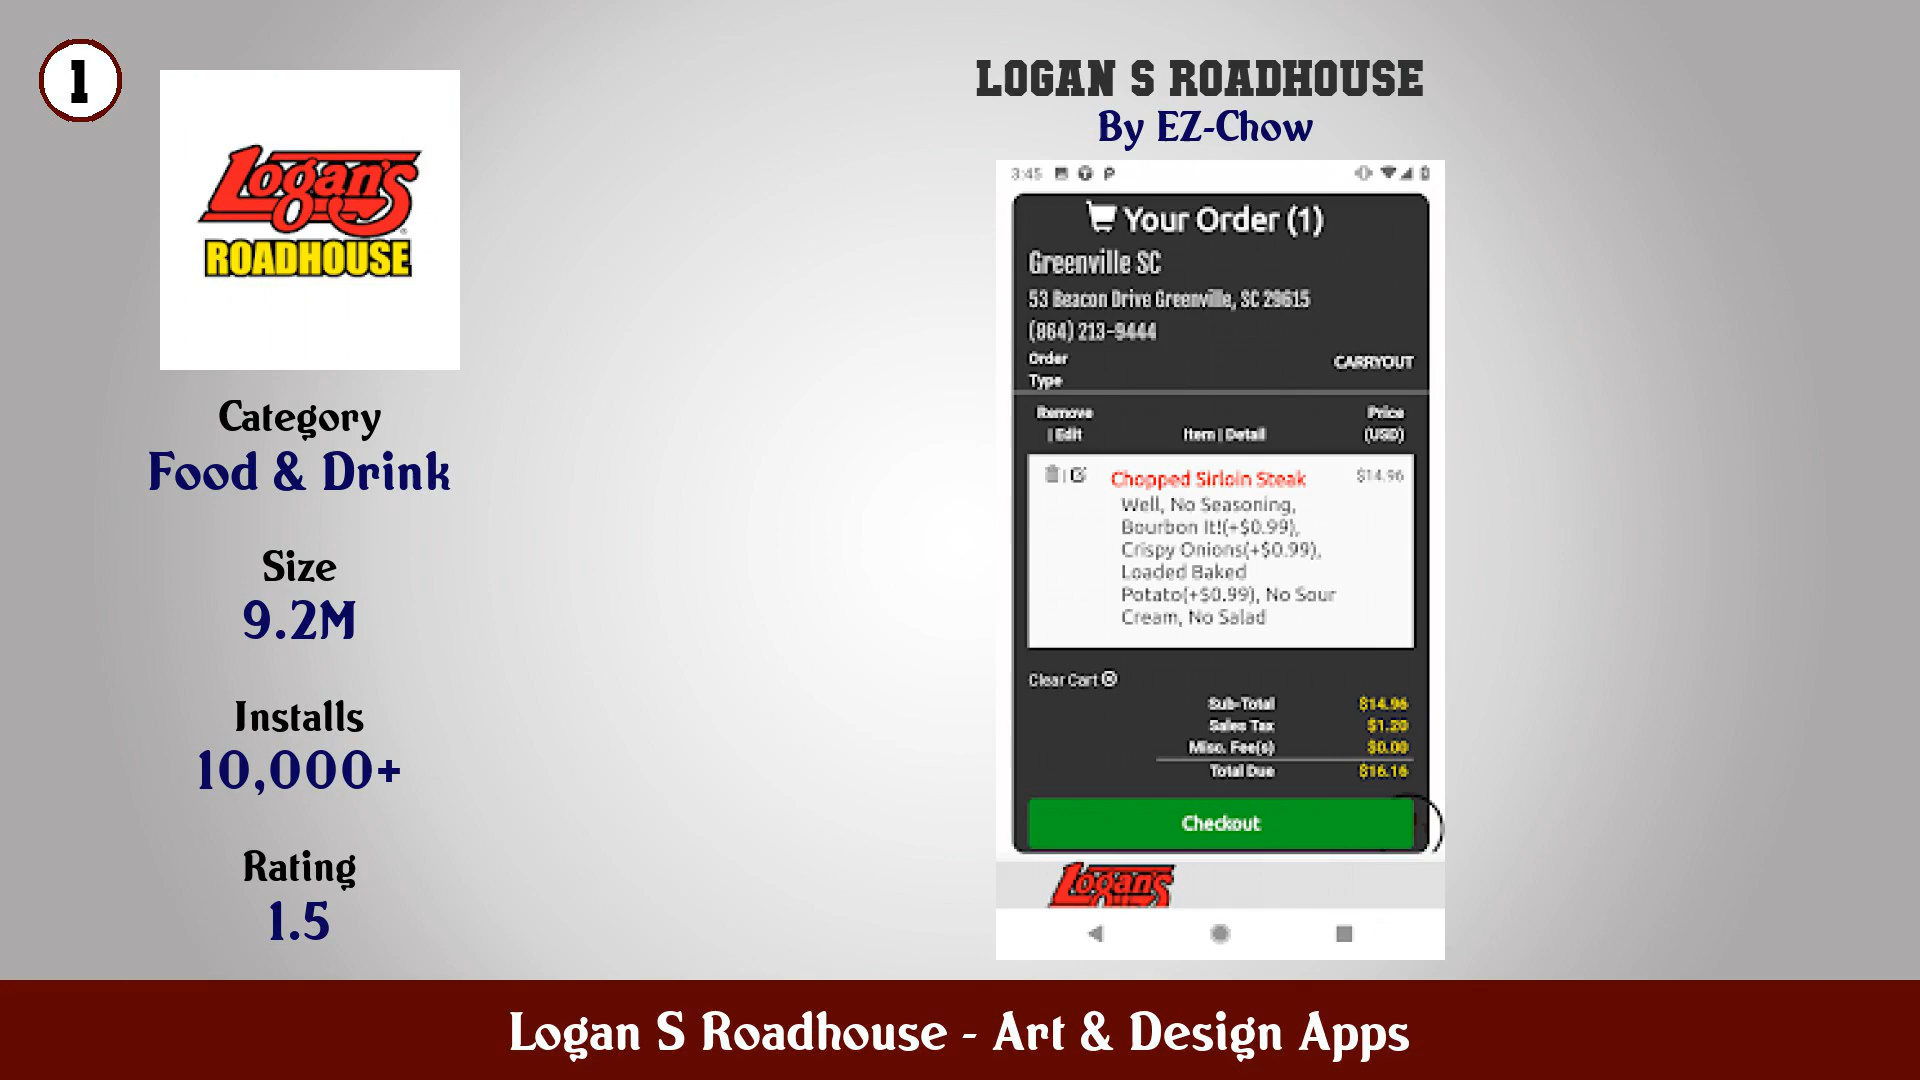 1
Logan's
ROADHOUSE
Category
Food & Drink
Size
9.2M
Installs
10,000+
Rating
1.5
LOGAN S ROADHOUSE
By EZ-Chow
3:45
Your Order (1)
Greenville SC
53 Beacon Drive Greenville, SC 29615
(864) 213-9444
Order
Type
CARRYOUT
Remove
| Edit
Item | Detail
Price
(USD)
Chopped Sirloin Steak
$14.96
Well, No Seasoning,
Bourbon It!(+$0.99),
Crispy Onions(+$0.99),
Loaded Baked
Potato(+$0.99), No Sour
Cream, No Salad
Clear Cart
Sub-Total $14.96
Sales Tax $1.20
Misc. Fee(s) $0.00
Total Due $16.16
Checkout
Logan's
Logan S Roadhouse - Art & Design Apps